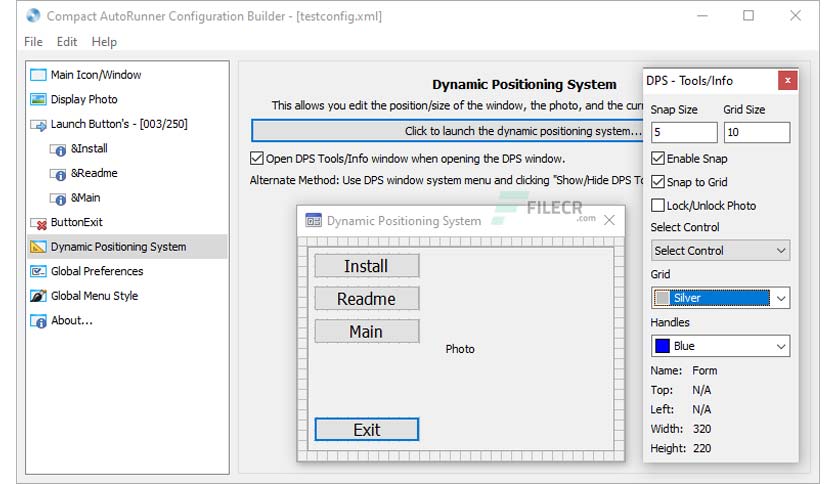 Compact AutoRunner Configuration Builder - [testconfig.xml]
File Edit Help
Main Icon/Window
Display Photo
Launch Button's - [003/250]
&Install
&Readme
&Main
ButtonExit
Dynamic Positioning System
Global Preferences
Global Menu Style
About...
Dynamic Positioning System
This allows you edit the position/size of the window, the photo, and the cur
Click to launch the dynamic positioning system...
Open DPS Tools/Info window when opening the DPS window.
Alternate Method: Use DPS window system menu and clicking "Show/Hide DPS To
FILECR
.com
Dynamic Positioning System
Install
Readme
Main
Photo
Exit
DPS - Tools/Info
x
Snap Size Grid Size
5 10
Enable Snap
Snap to Grid
Lock/Unlock Photo
Select Control
Select Control
Grid
Silver
Handles
Blue
Name: Form
Top: N/A
Left: N/A
Width: 320
Height: 220